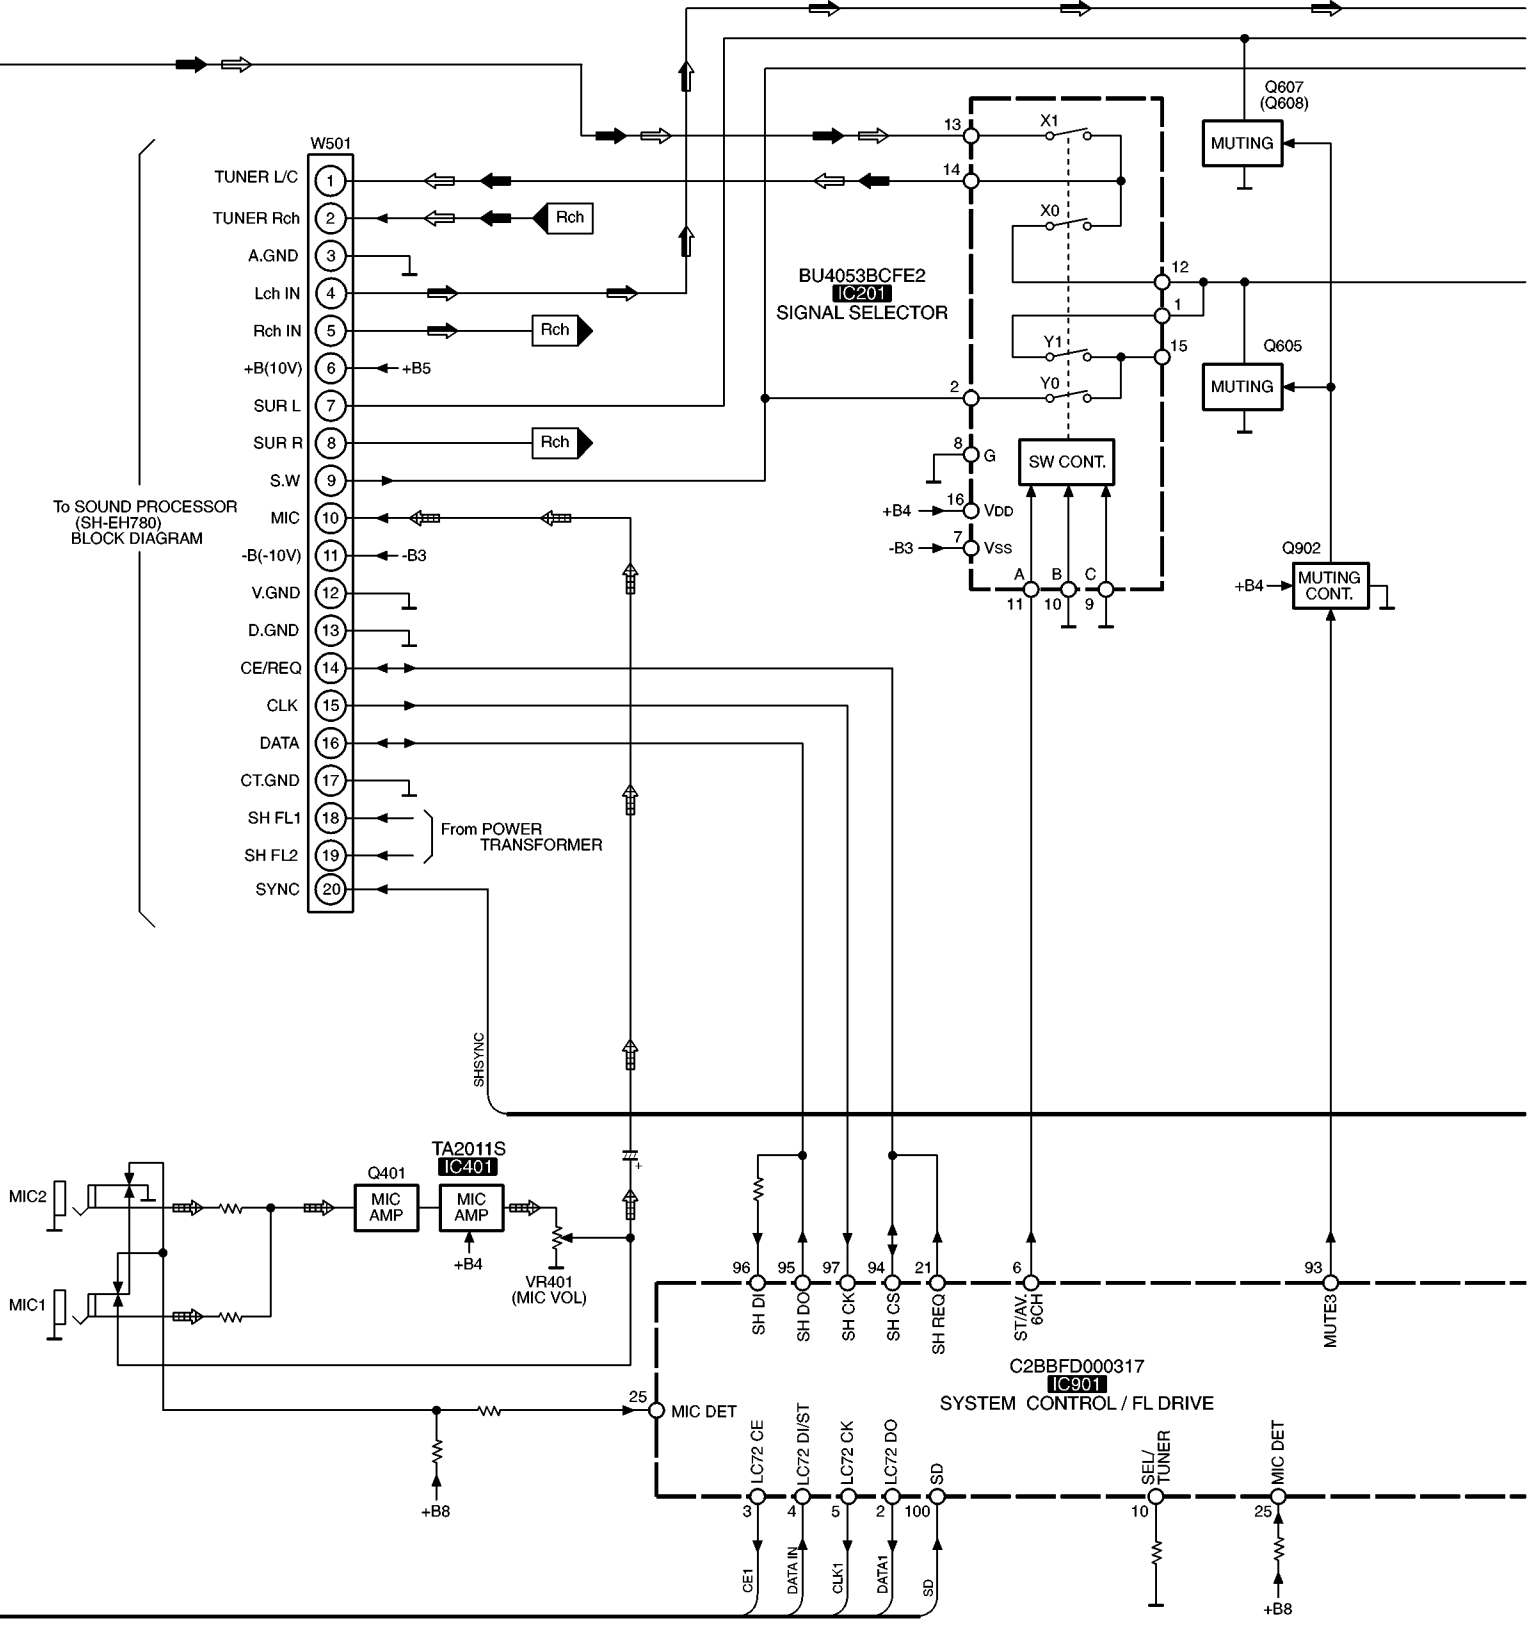 Q607
(Q608)
MUTING
W501
TUNER L/C 1
TUNER Rch 2 Rch
A.GND 3
Lch IN 4
Rch IN 5 Rch
+B(10V) 6 +B5
SUR L 7
SUR R 8 Rch
S.W 9
MIC 10
-B(-10V) 11 -B3
V.GND 12
D.GND 13
CE/REQ 14
CLK 15
DATA 16
CT.GND 17
SH FL1 18
SH FL2 19
SYNC 20
From POWER
TRANSFORMER
To SOUND PROCESSOR
(SH-EH780)
BLOCK DIAGRAM
13
X1
14
X0
12
1
Y1
15
Y0
2
BU4053BCFE2
IC201
SIGNAL SELECTOR
8 G
SW CONT.
+B4 16 VDD
-B3 7 VSS
A B C
11 10 9
Q605
MUTING
Q902
+B4 MUTING
CONT.
SHSYNC
MIC2
MIC1
Q401
MIC
AMP
TA2011S
IC401
MIC
AMP
+B4
+
VR401
(MIC VOL)
+B8
25 MIC DET
96 95 97 94 21 6 93
SH DI
SH DO
SH CK
SH CS
SH REQ
ST/AV.
6CH
MUTE3
C2BBFD000317
IC901
SYSTEM CONTROL / FL DRIVE
LC72 CE
LC72 DI/ST
LC72 CK
LC72 DO
SD
SEL/
TUNER
MIC DET
3 4 5 2 100 10 25
CE1
DATA IN
CLK1
DATA1
SD
+B8